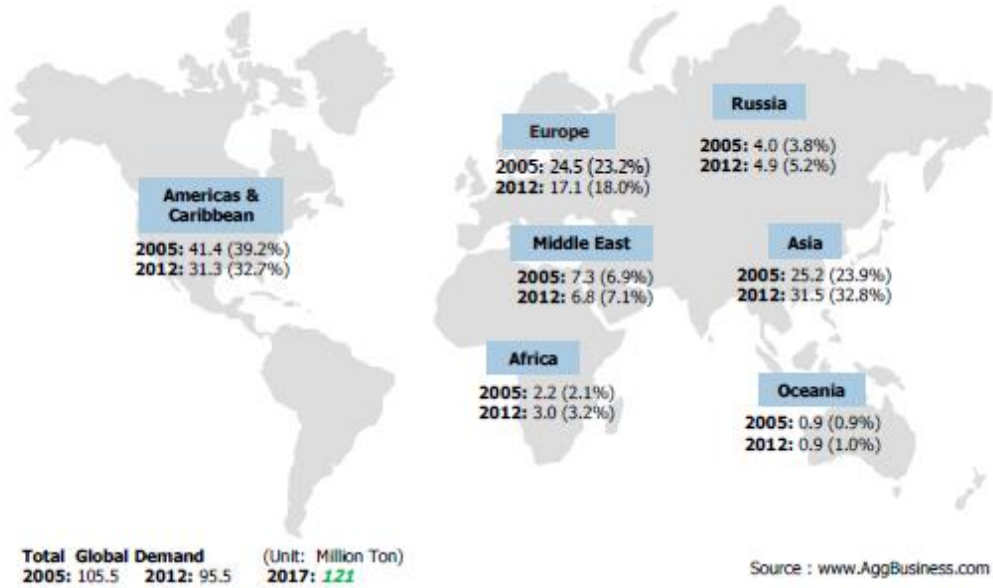 Russia
2005: 4.0 (3.8%)
2012: 4.9 (5.2%)
Europe
2005: 24.5 (23.2%)
2012: 17.1 (18.0%)
Americas &
Caribbean
2005: 41.4 (39.2%)
2012: 31.3 (32.7%)
Middle East
2005: 7.3 (6.9%)
2012: 6.8 (7.1%)
Asia
2005: 25.2 (23.9%)
2012: 31.5 (32.8%)
Africa
2005: 2.2 (2.1%)
2012: 3.0 (3.2%)
Oceania
2005: 0.9 (0.9%)
2012: 0.9 (1.0%)
Total Global Demand (Unit: Million Ton)
2005: 105.5 2012: 95.5 2017: 121
Source : www.AggBusiness.com